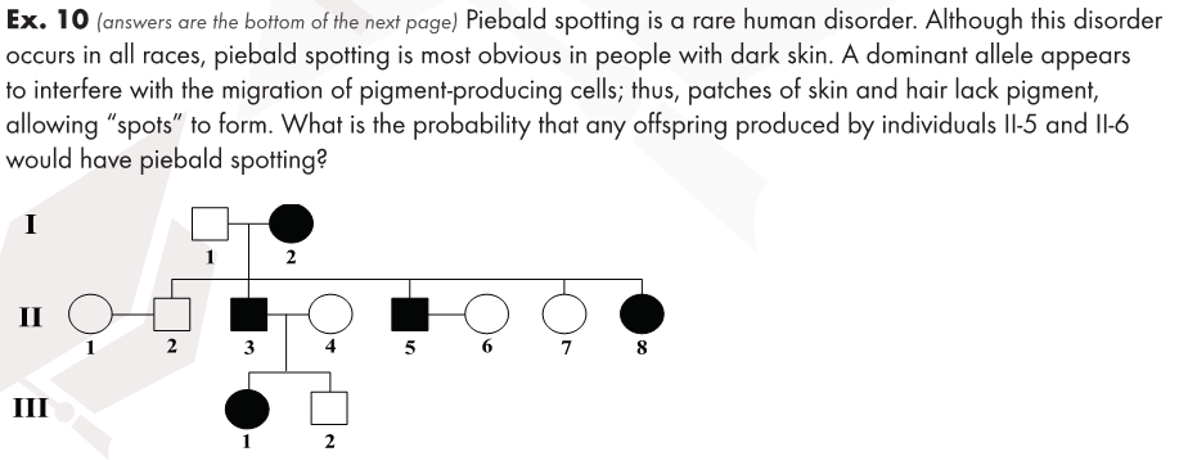 Ex. 10 (answers are the bottom of the next page) Piebald spotting is a rare human disorder. Although this disorder
occurs in all races, piebald spotting is most obvious in people with dark skin. A dominant allele appears
to interfere with the migration of pigment-producing cells; thus, patches of skin and hair lack pigment,
allowing “spots” to form. What is the probability that any offspring produced by individuals II-5 and II-6
would have piebald spotting?
I
1 2
II
1 2 3 4 5 6 7 8
III
1 2